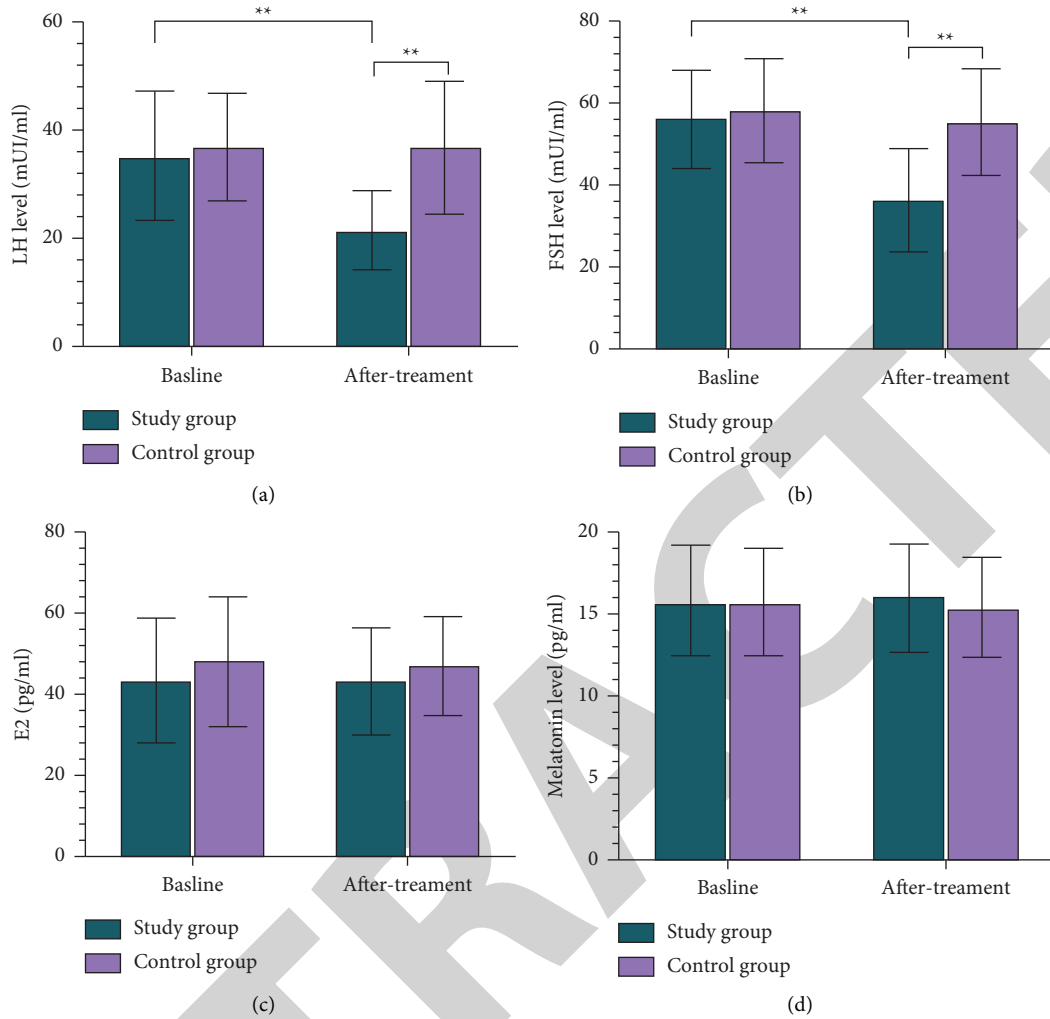 60
40
20
0
LH level (mUI/ml)
**
**
Basline
After-treament
Study group
Control group
(a)
80
60
40
20
0
FSH level (mUI/ml)
**
**
Basline
After-treament
Study group
Control group
(b)
80
60
40
20
0
E2 (pg/ml)
Basline
After-treament
Study group
Control group
(c)
20
15
10
5
0
Melatonin level (pg/ml)
Basline
After-treament
Study group
Control group
(d)
TRACTE